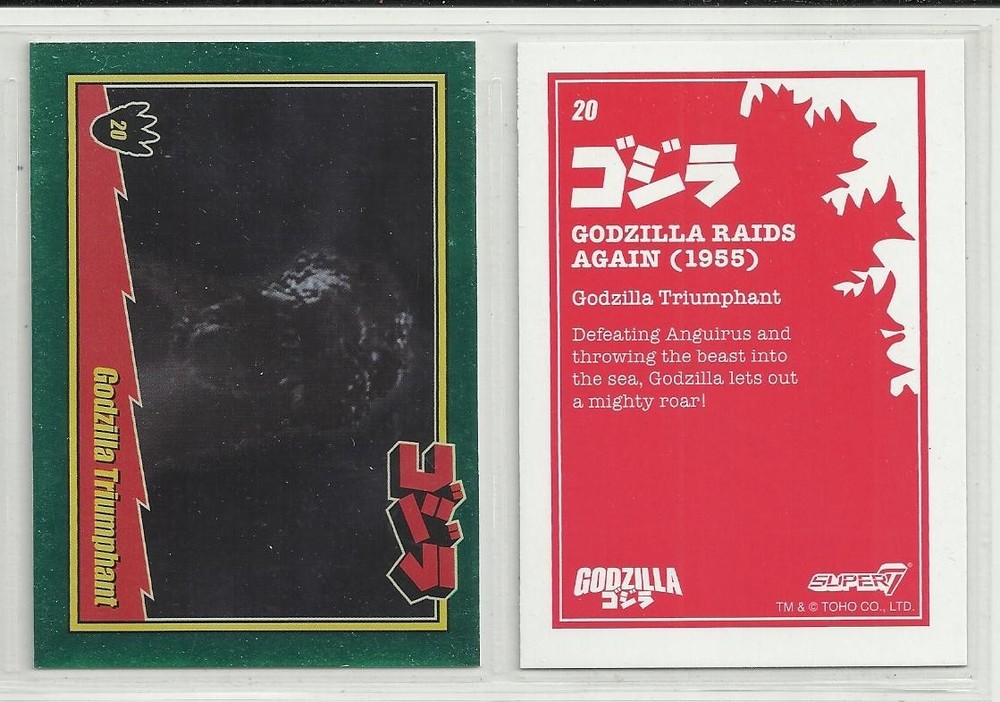 20
Godzilla Triumphant
ゴジラ
20
ゴジラ
GODZILLA RAIDS
AGAIN (1955)
Godzilla Triumphant
Defeating Anguirus and
throwing the beast into
the sea, Godzilla lets out
a mighty roar!
GODZILLA
ゴジラ
SUPER7®
TM & © TOHO CO., LTD.